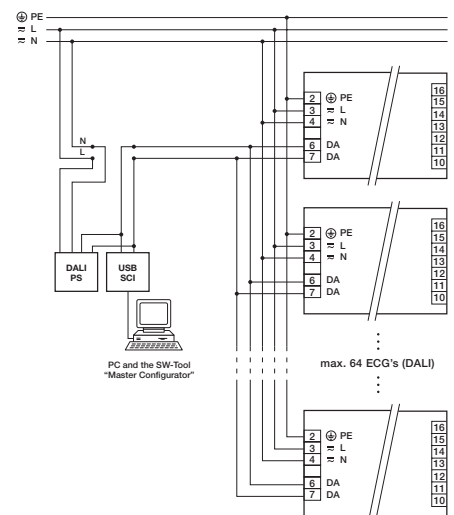 PE
L
N
16
15
14
13
12
11
10
2 PE
3 L
4 N
6 DA
7 DA
N
L
DALI
PS
USB
SCI
PC and the SW-Tool
“Master Configurator”
16
15
14
13
12
11
10
2 PE
3 L
4 N
6 DA
7 DA
max. 64 ECG's (DALI)
16
15
14
13
12
11
10
2 PE
3 L
4 N
6 DA
7 DA